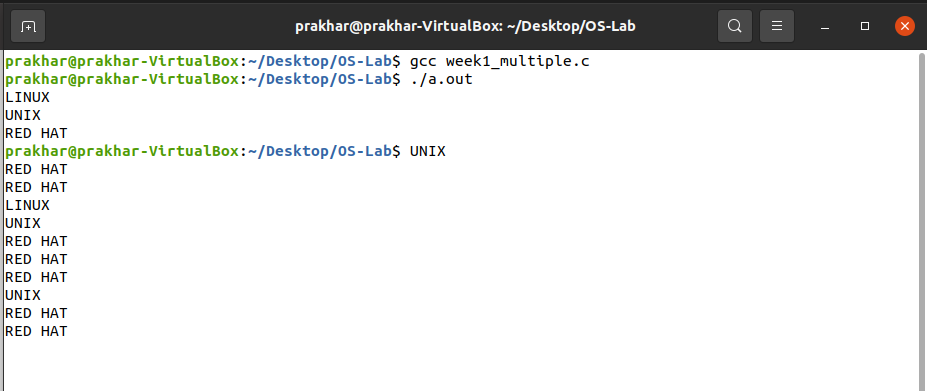 prakhar@prakhar-VirtualBox: ~/Desktop/OS-Lab
prakhar@prakhar-VirtualBox:~/Desktop/OS-Lab$ gcc week1_multiple.c
prakhar@prakhar-VirtualBox:~/Desktop/OS-Lab$ ./a.out
LINUX
UNIX
RED HAT
prakhar@prakhar-VirtualBox:~/Desktop/OS-Lab$ UNIX
RED HAT
RED HAT
LINUX
UNIX
RED HAT
RED HAT
RED HAT
UNIX
RED HAT
RED HAT